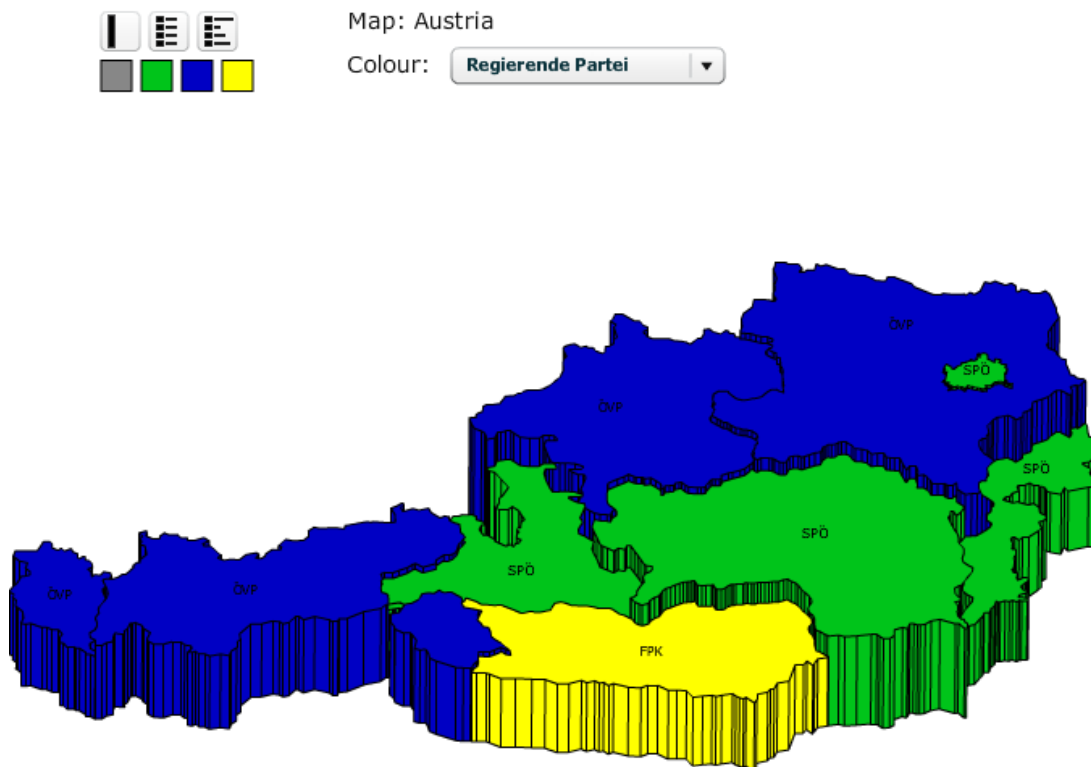 Map: Austria
Colour: Regierende Partei
ÖVP
SPÖ
ÖVP
SPÖ
SPÖ
SPÖ
ÖVP
ÖVP
FPK